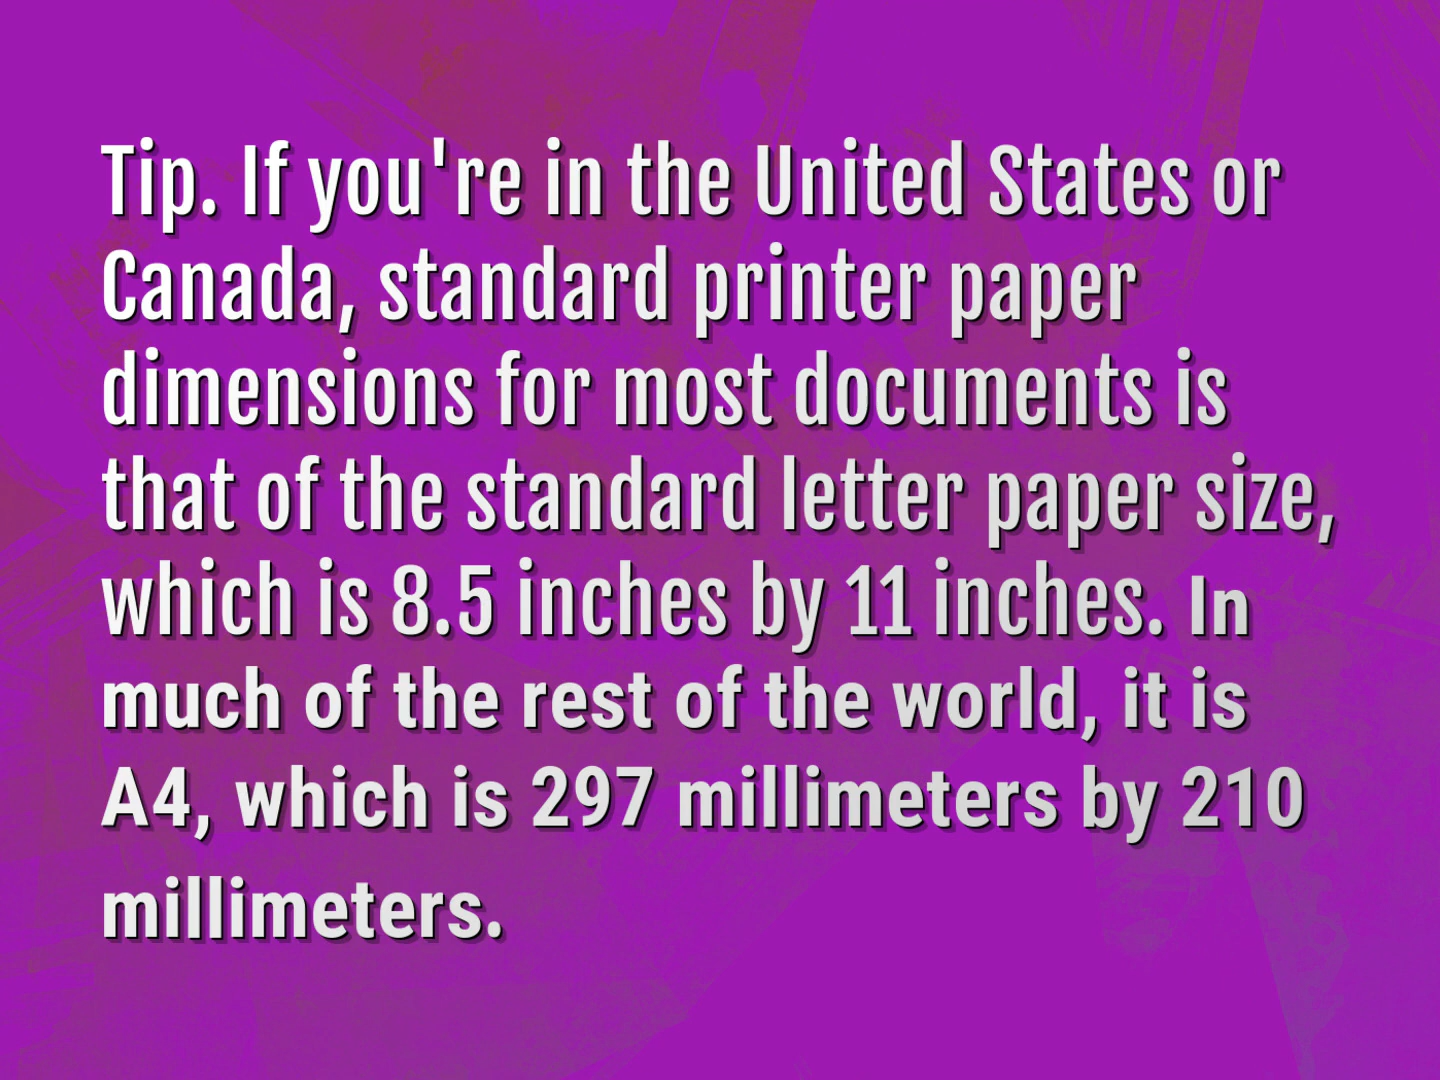 Tip. If you're in the United States or
Canada, standard printer paper
dimensions for most documents is
that of the standard letter paper size,
which is 8.5 inches by 11 inches. In
much of the rest of the world, it is
A4, which is 297 millimeters by 210
millimeters.